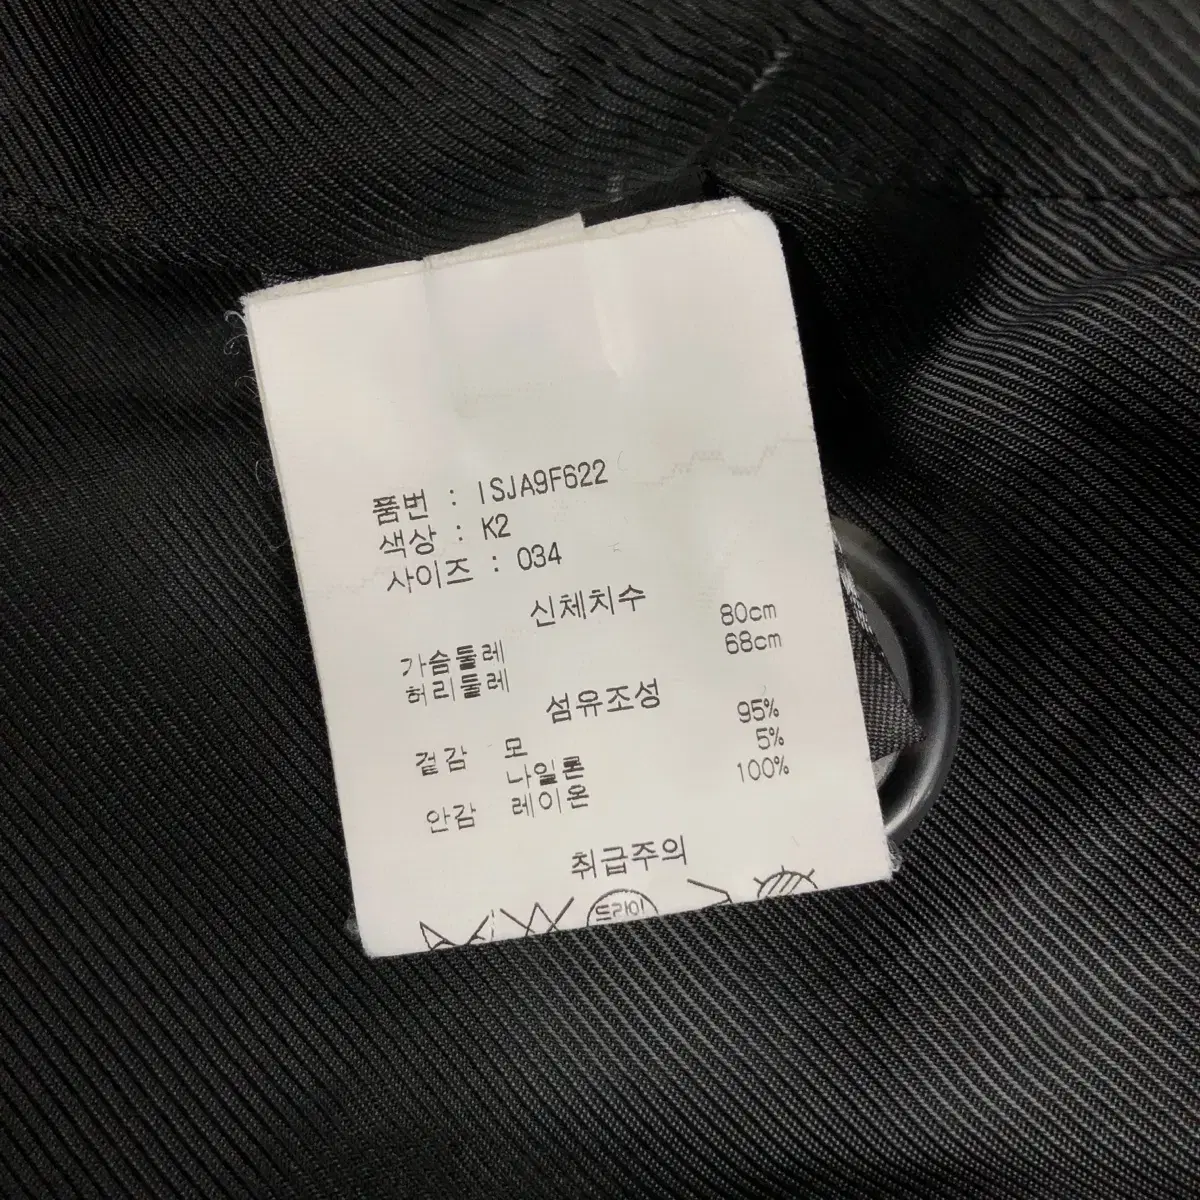 품번 : ISJA9F622
색상 : K2
사이즈 : 034
신체치수
가슴둘레 80cm
허리둘레 68cm
섬유조성
겉감 모 95%
나일론 5%
안감 레이온 100%
취급주의
드라이